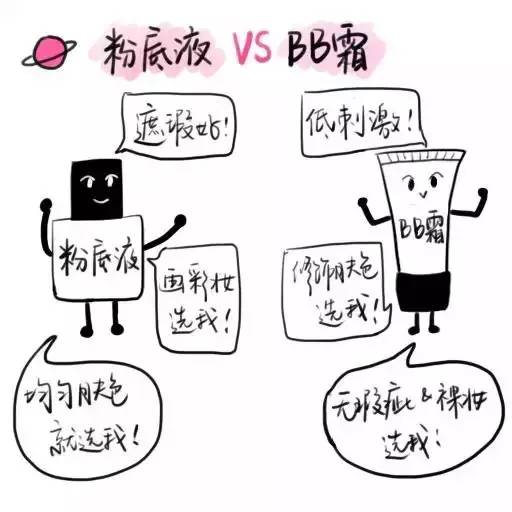 粉底液 VS BB霜
遮瑕好!
低刺激!
粉底液
BB霜
画彩妆
选我!
修饰肤色
选我!
均匀肤色
就选我!
无瑕疵&裸妆
选我!